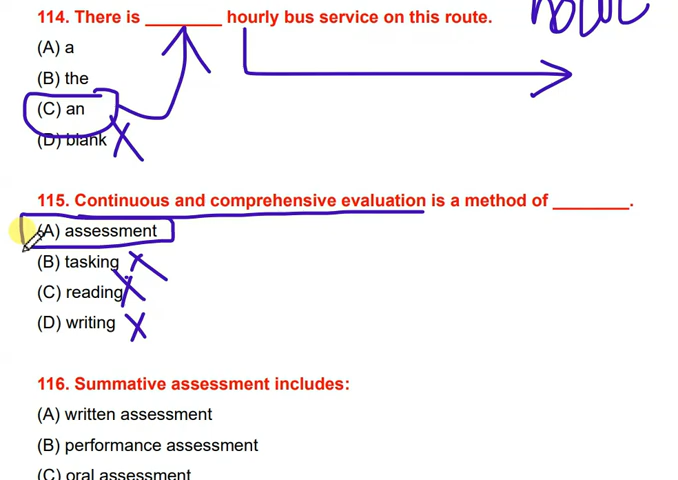 114. There is ________ hourly bus service on this route.
(A) a
(B) the
(C) an
(D) blank
115. Continuous and comprehensive evaluation is a method of ________.
(A) assessment
(B) tasking
(C) reading
(D) writing
116. Summative assessment includes:
(A) written assessment
(B) performance assessment
(C) oral assessment